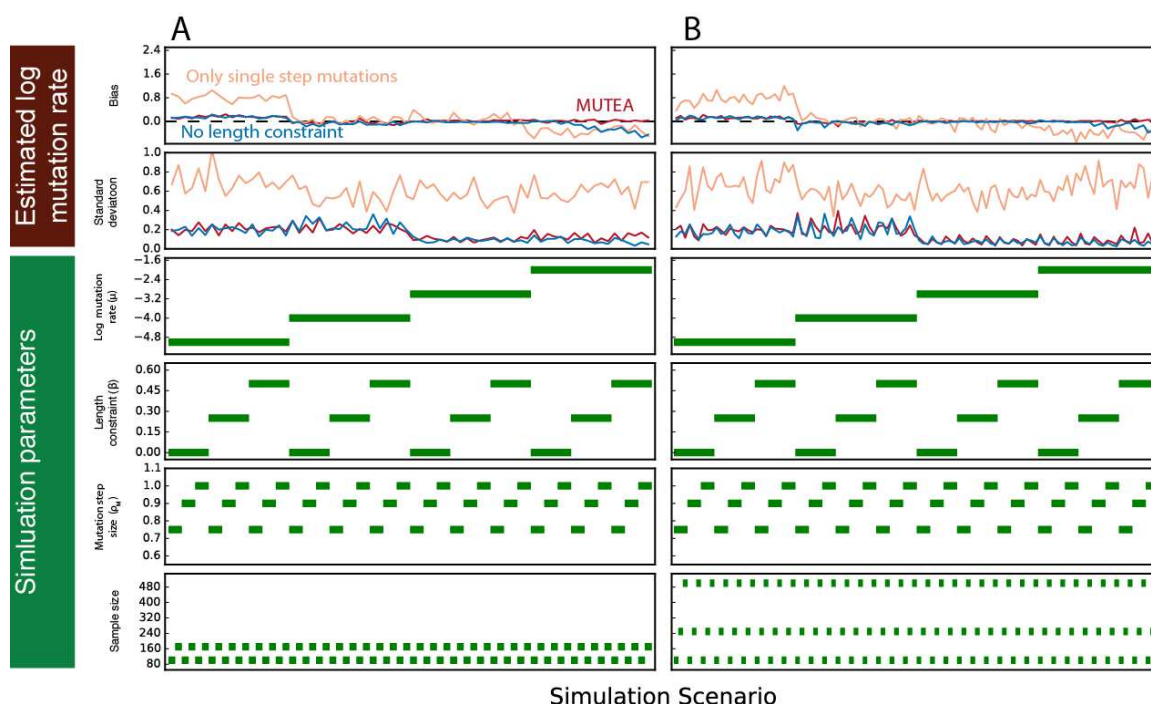 A
B
Estimated log
mutation rate
Bias
2.4
1.6
0.8
0.0
Only single step mutations
MUTEA
No length constraint
Standard
deviatoon
1.0
0.8
0.6
0.4
0.2
0.0
Simluation parameters
Log mutation
rate (μ)
−1.6
−2.4
−3.2
−4.0
−4.8
Length
constraint (β)
0.60
0.45
0.30
0.15
0.00
Mutation step
size (ρM)
1.1
1.0
0.9
0.8
0.7
0.6
Sample size
480
400
320
240
160
80
Simulation Scenario